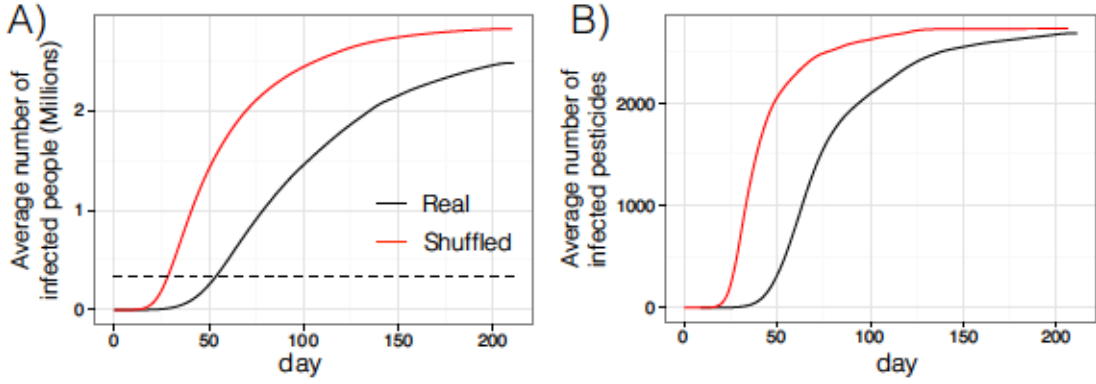 A)
Average number of
infected people (Millions)
2
1
0
Real
Shuffled
0
50
100
150
200
day
B)
Average number of
infected pesticides
2000
1000
0
0
50
100
150
200
day